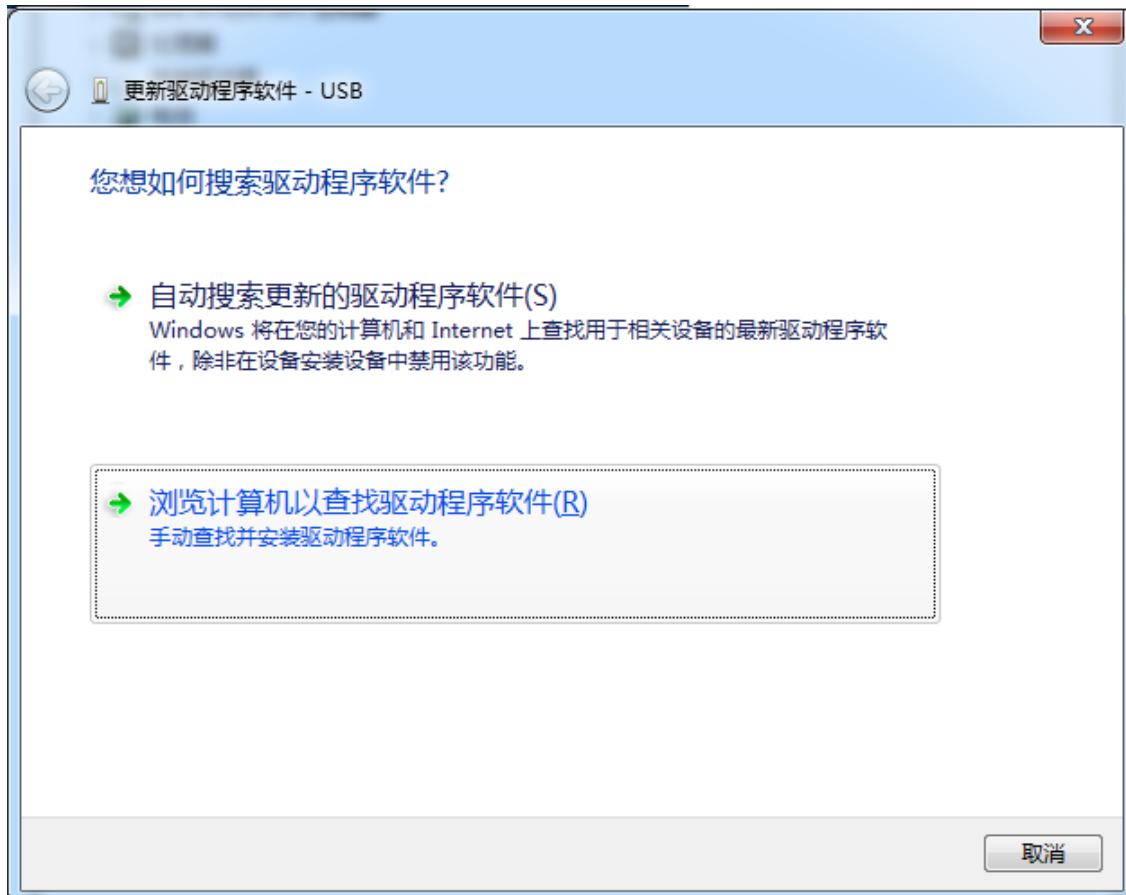 更新驱动程序软件 - USB
您想如何搜索驱动程序软件?
自动搜索更新的驱动程序软件(S)
Windows 将在您的计算机和 Internet 上查找用于相关设备的最新驱动程序软
件，除非在设备安装设备中禁用该功能。
浏览计算机以查找驱动程序软件(R)
手动查找并安装驱动程序软件。
取消